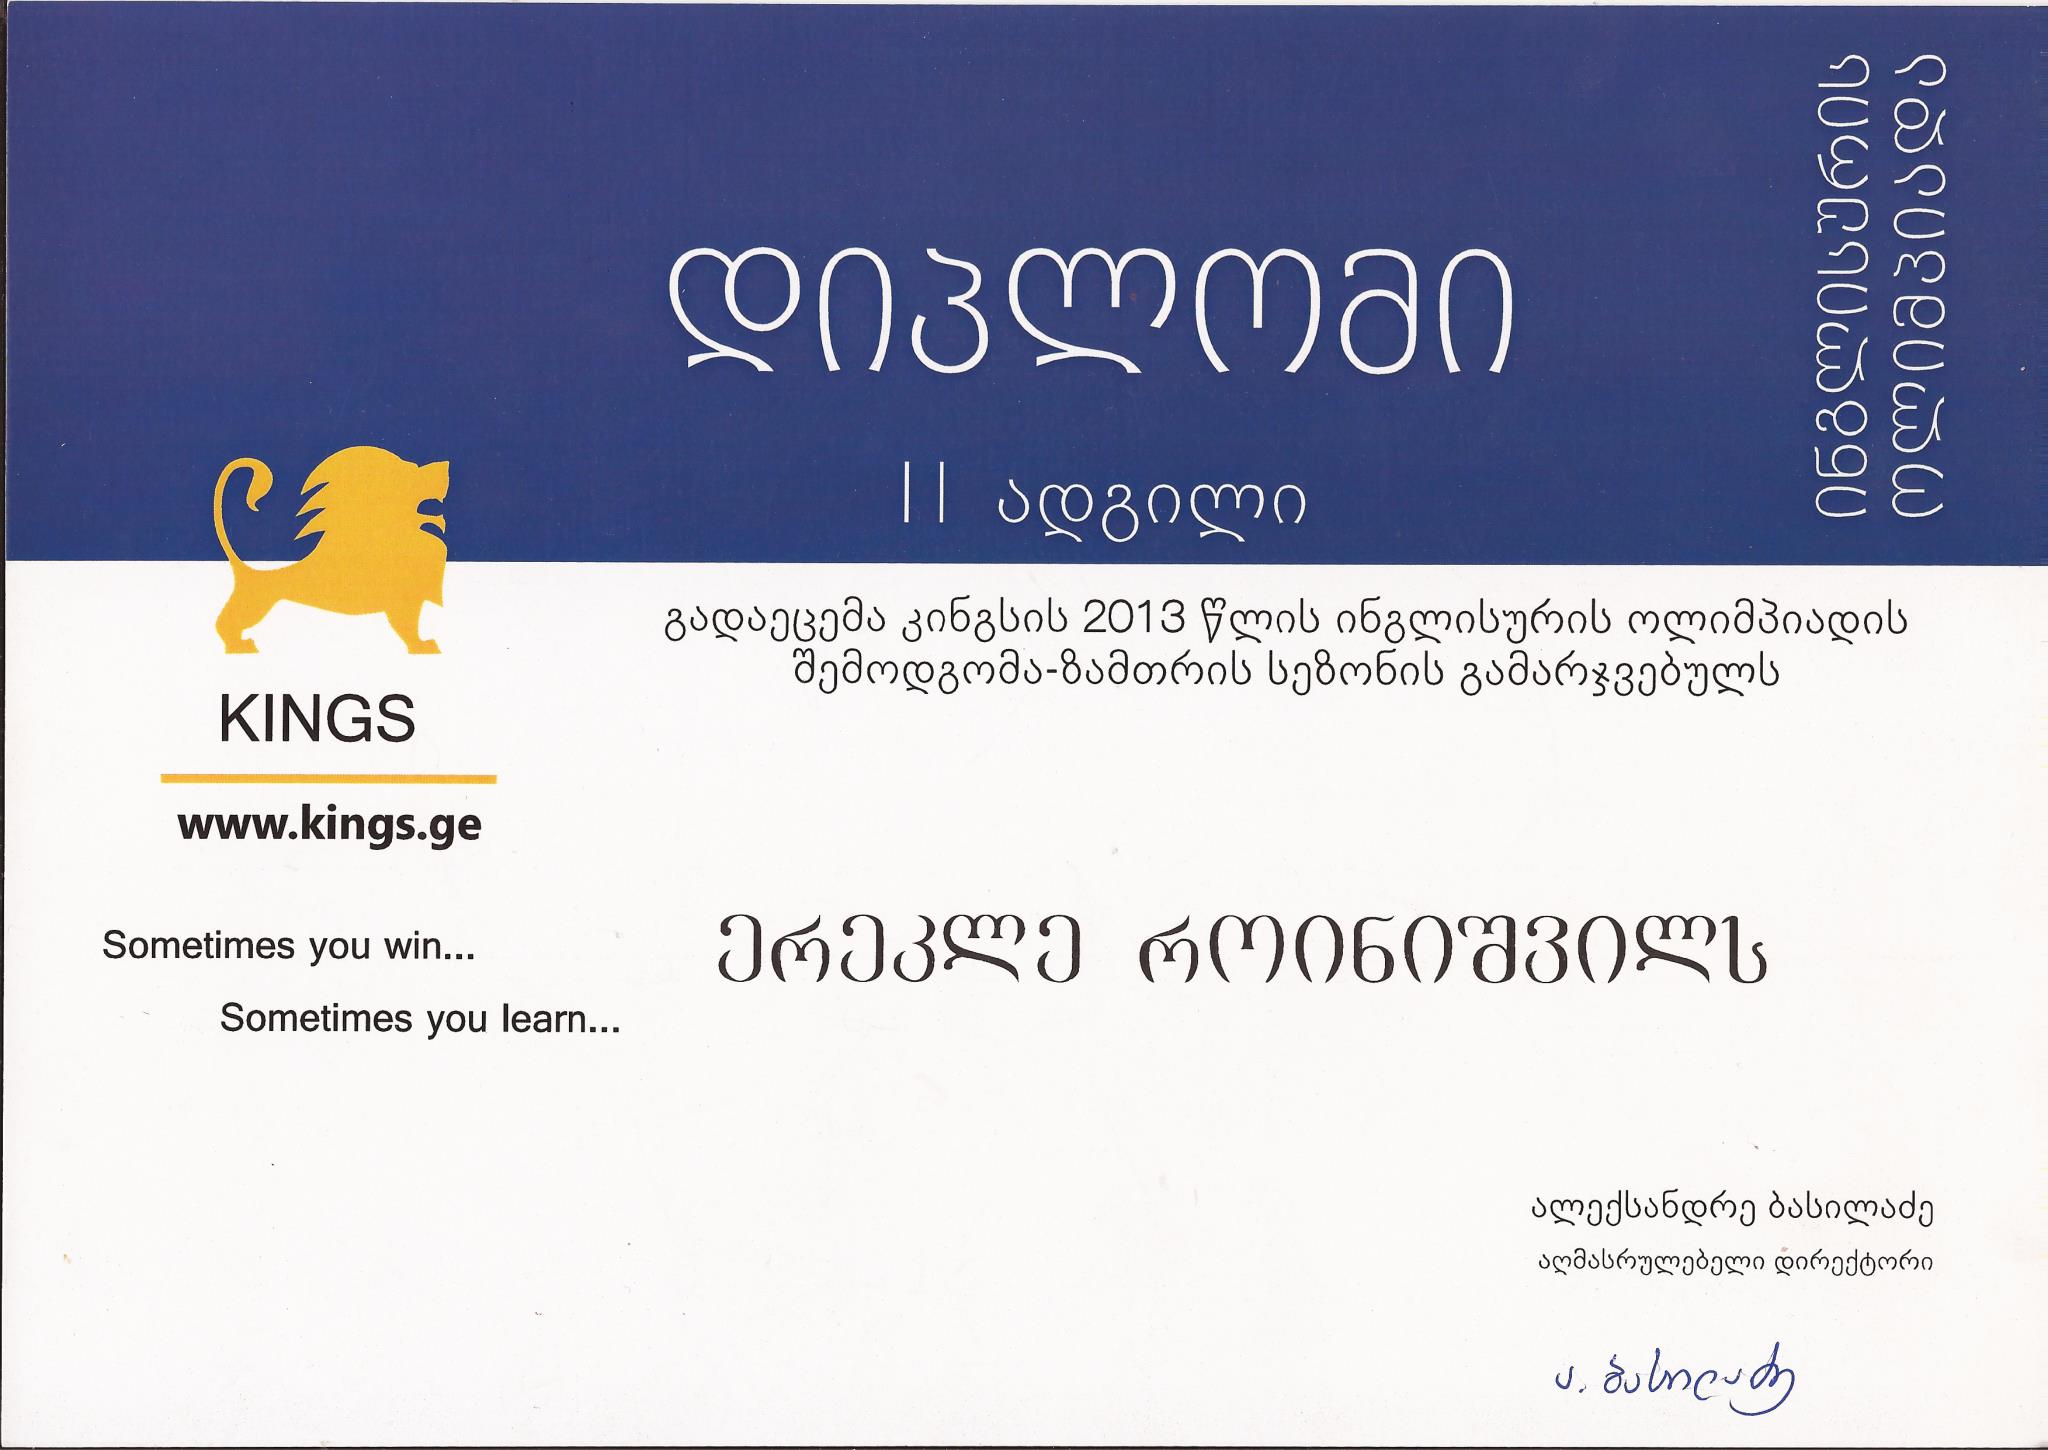 დიპლომი
II ადგილი
ინგლისურის
ოლიმპიადა
გადაეცემა კინგსის 2013 წლის ინგლისურის ოლიმპიადის
შემოდგომა-ზამთრის სეზონის გამარჯვებულს
KINGS
www.kings.ge
Sometimes you win...
Sometimes you learn...
ერეკლე როინიშვილს
ალექსანდრე ბასილაძე
აღმასრულებელი დირექტორი
ა. ბასილაძე